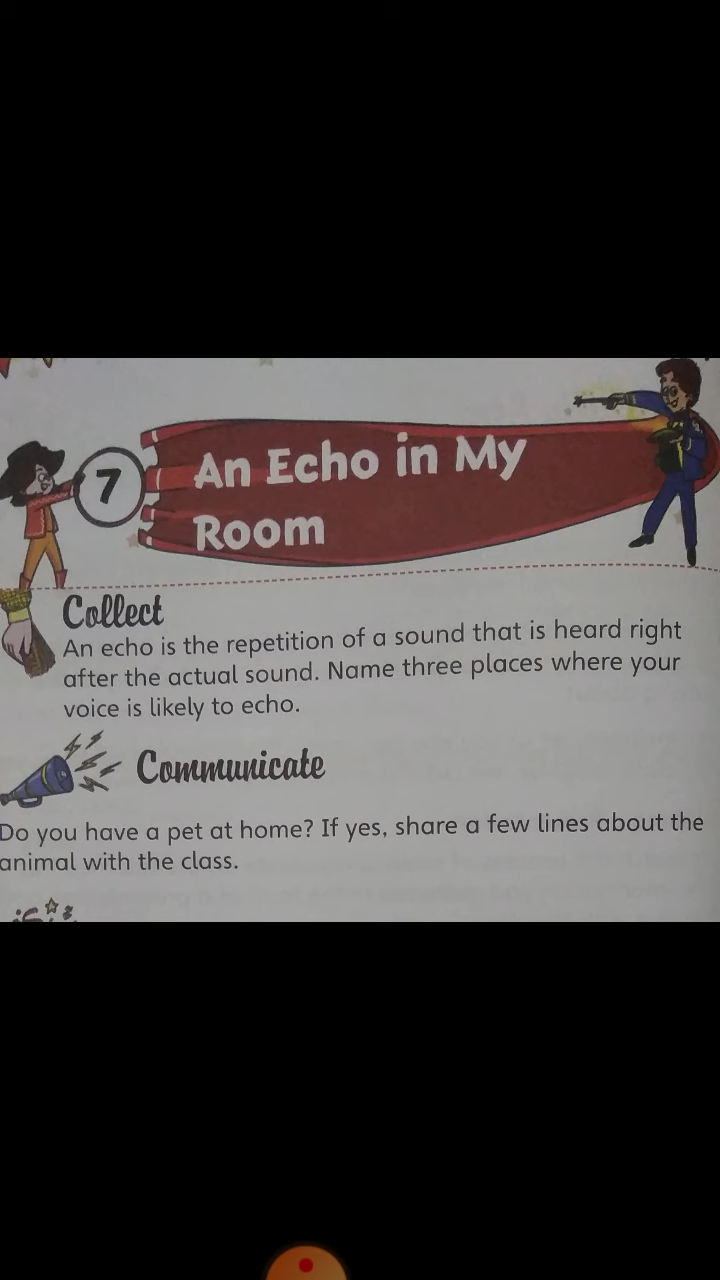 7
An Echo in My
Room
Collect
An echo is the repetition of a sound that is heard right
after the actual sound. Name three places where your
voice is likely to echo.
Communicate
Do you have a pet at home? If yes, share a few lines about the
animal with the class.